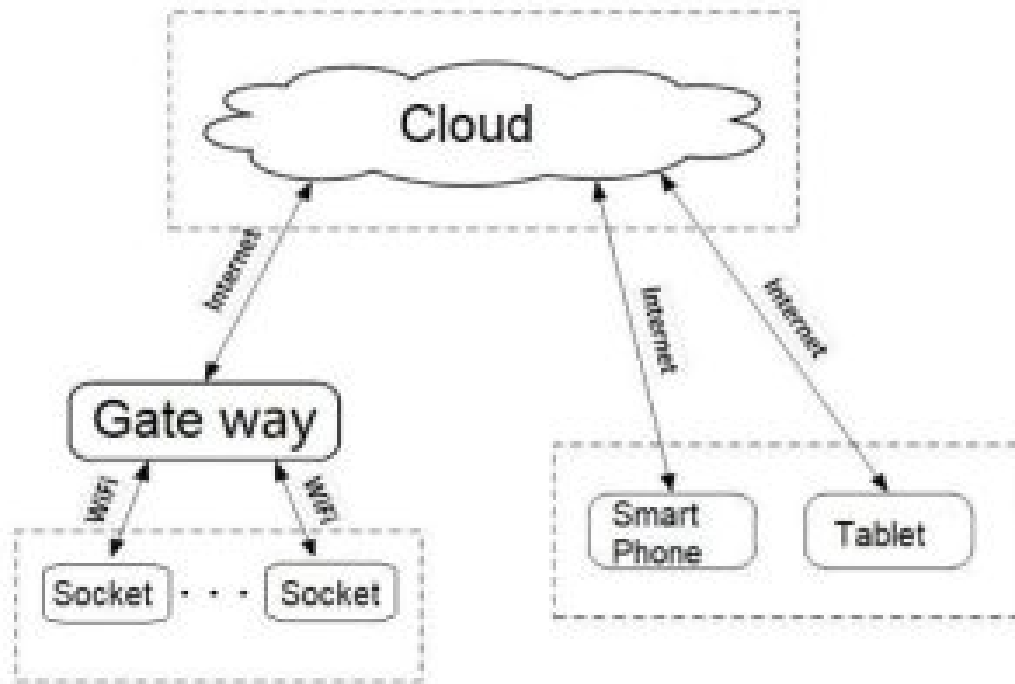 Cloud
Internet
Internet
Internet
Gate way
WiFi
WiFi
Smart
Phone
Tablet
Socket . . . Socket